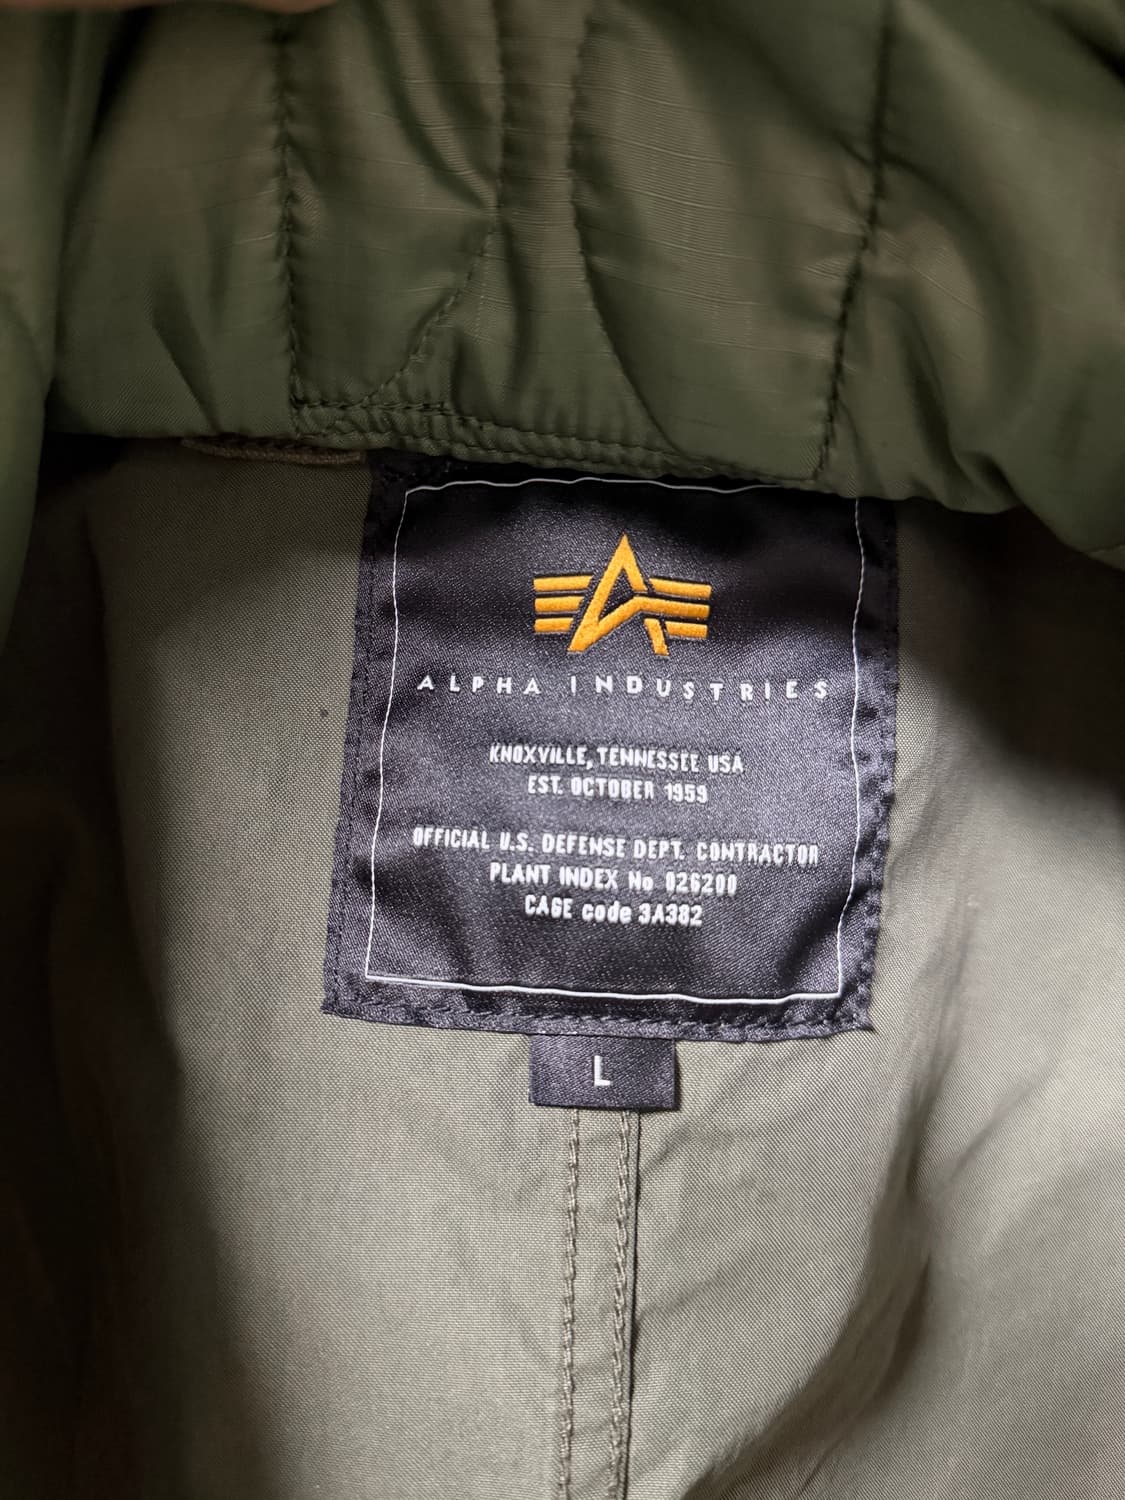 ALPHA INDUSTRIES
KNOXVILLE, TENNESSEE USA
EST. OCTOBER 1959
OFFICIAL U.S. DEFENSE DEPT. CONTRACTOR
PLANT INDEX No 026200
CAGE code 3A382
L